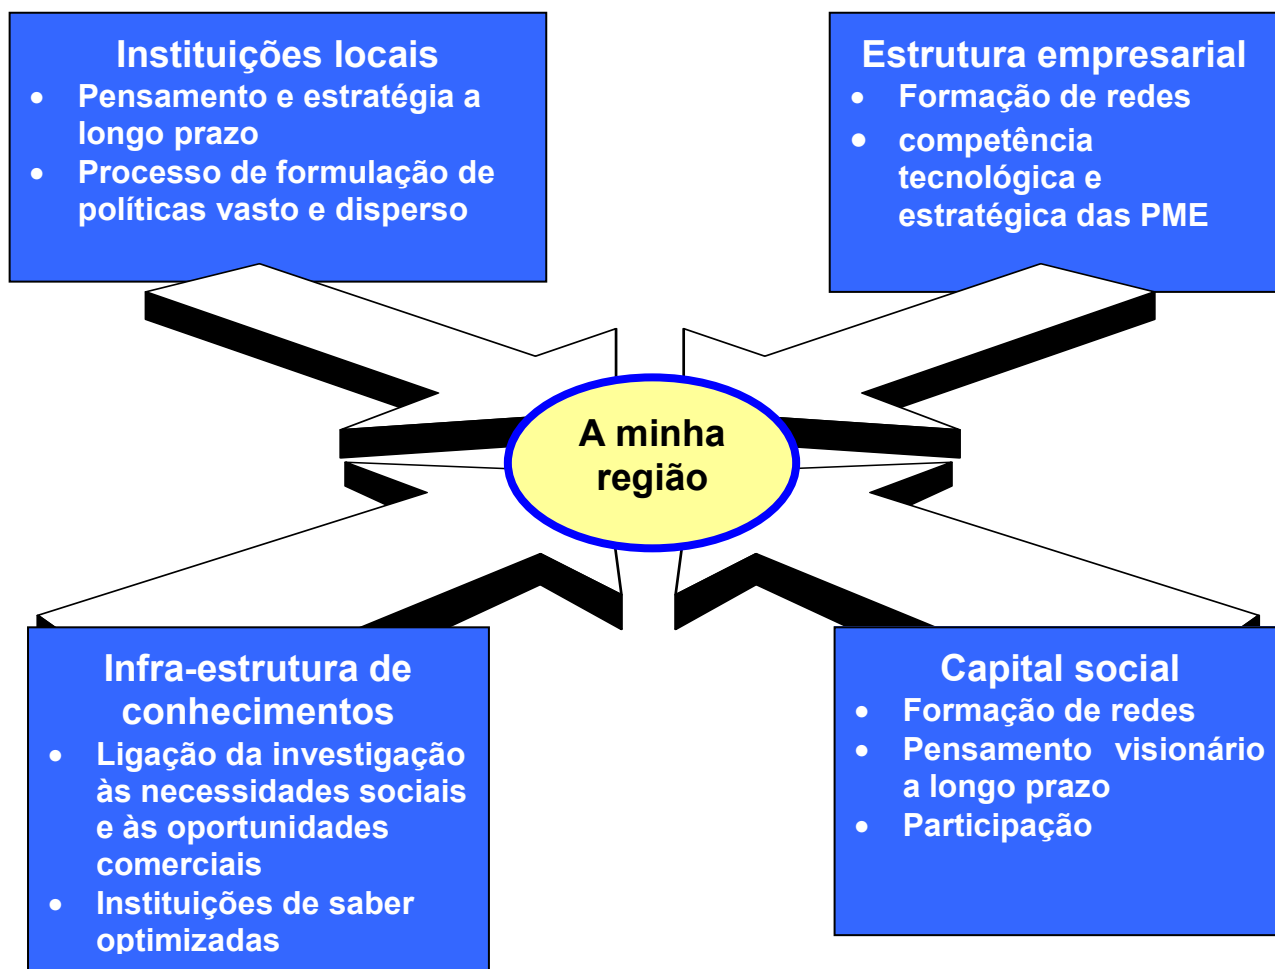 Instituições locais
• Pensamento e estratégia a
longo prazo
• Processo de formulação de
políticas vasto e disperso
Estrutura empresarial
• Formação de redes
• competência
tecnológica e
estratégica das PME
A minha
região
Infra-estrutura de
conhecimentos
• Ligação da investigação
às necessidades sociais
e às oportunidades
comerciais
• Instituições de saber
optimizadas
Capital social
• Formação de redes
• Pensamento visionário
a longo prazo
• Participação